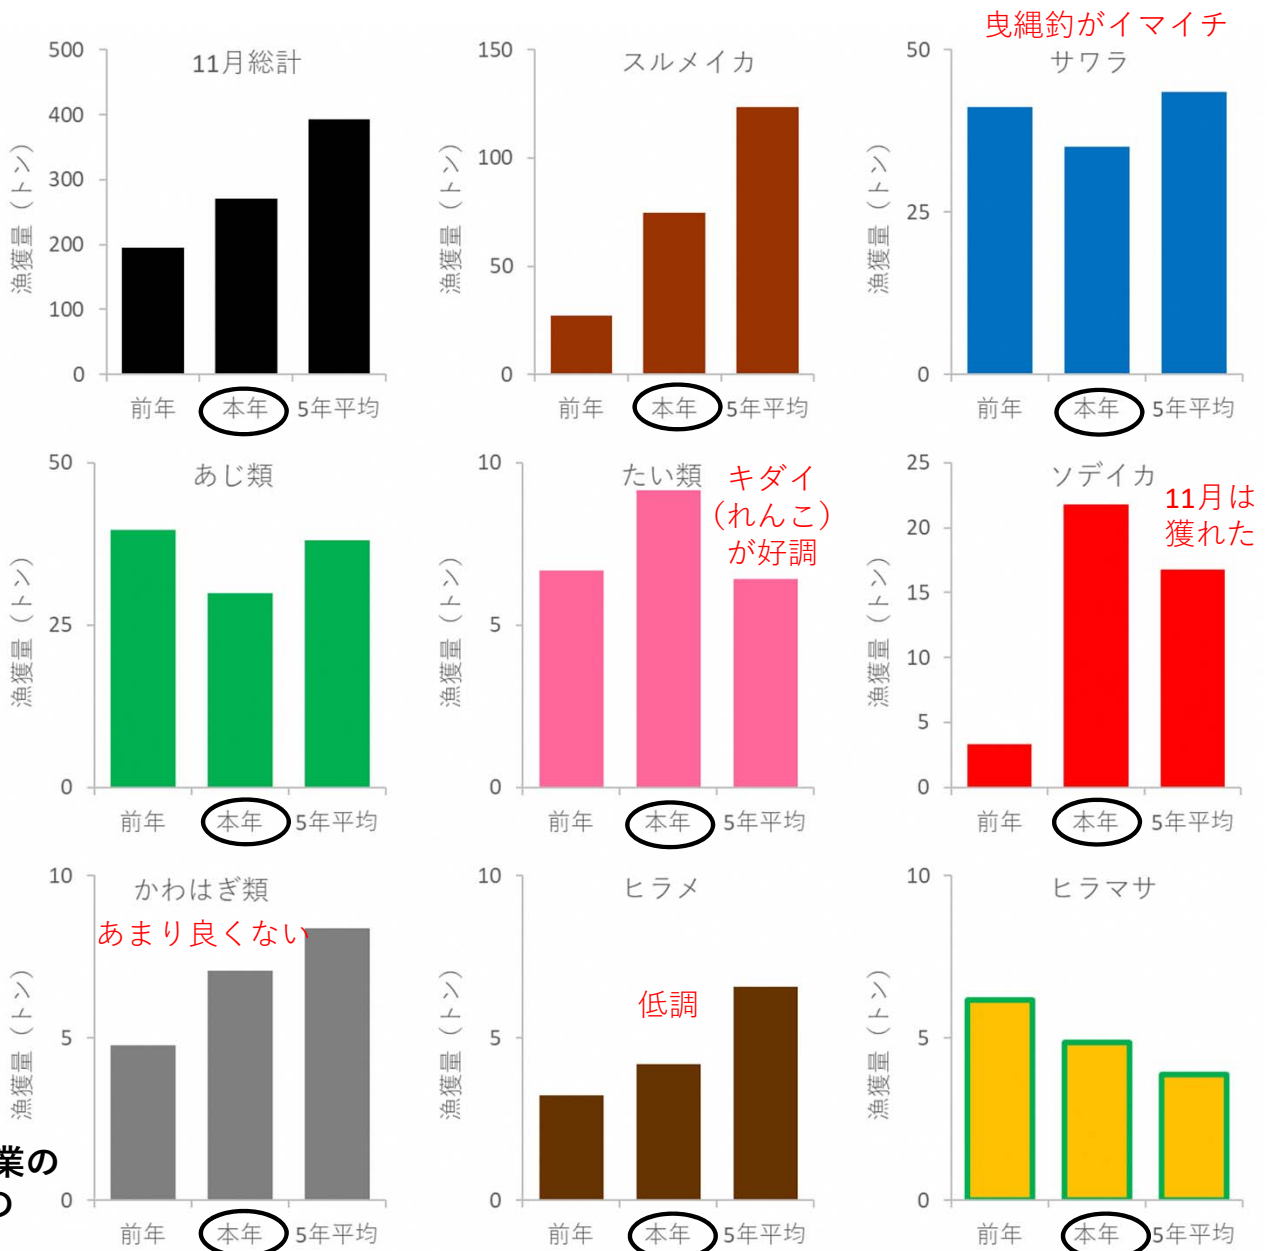 曳縄釣がイマイチ
11月総計
漁獲量（トン）
500
400
300
200
100
0
前年 本年 5年平均
スルメイカ
漁獲量（トン）
150
100
50
0
前年 本年 5年平均
サワラ
漁獲量（トン）
50
25
0
前年 本年 5年平均
あじ類
漁獲量（トン）
50
25
0
前年 本年 5年平均
たい類
キダイ
（れんこ）
が好調
漁獲量（トン）
10
5
0
前年 本年 5年平均
ソデイカ
11月は
獲れた
漁獲量（トン）
25
20
15
10
5
0
前年 本年 5年平均
かわはぎ類
あまり良くない
漁獲量（トン）
10
5
0
前年 本年 5年平均
ヒラメ
低調
漁獲量（トン）
10
5
0
前年 本年 5年平均
ヒラマサ
漁獲量（トン）
10
5
0
前年 本年 5年平均
業の